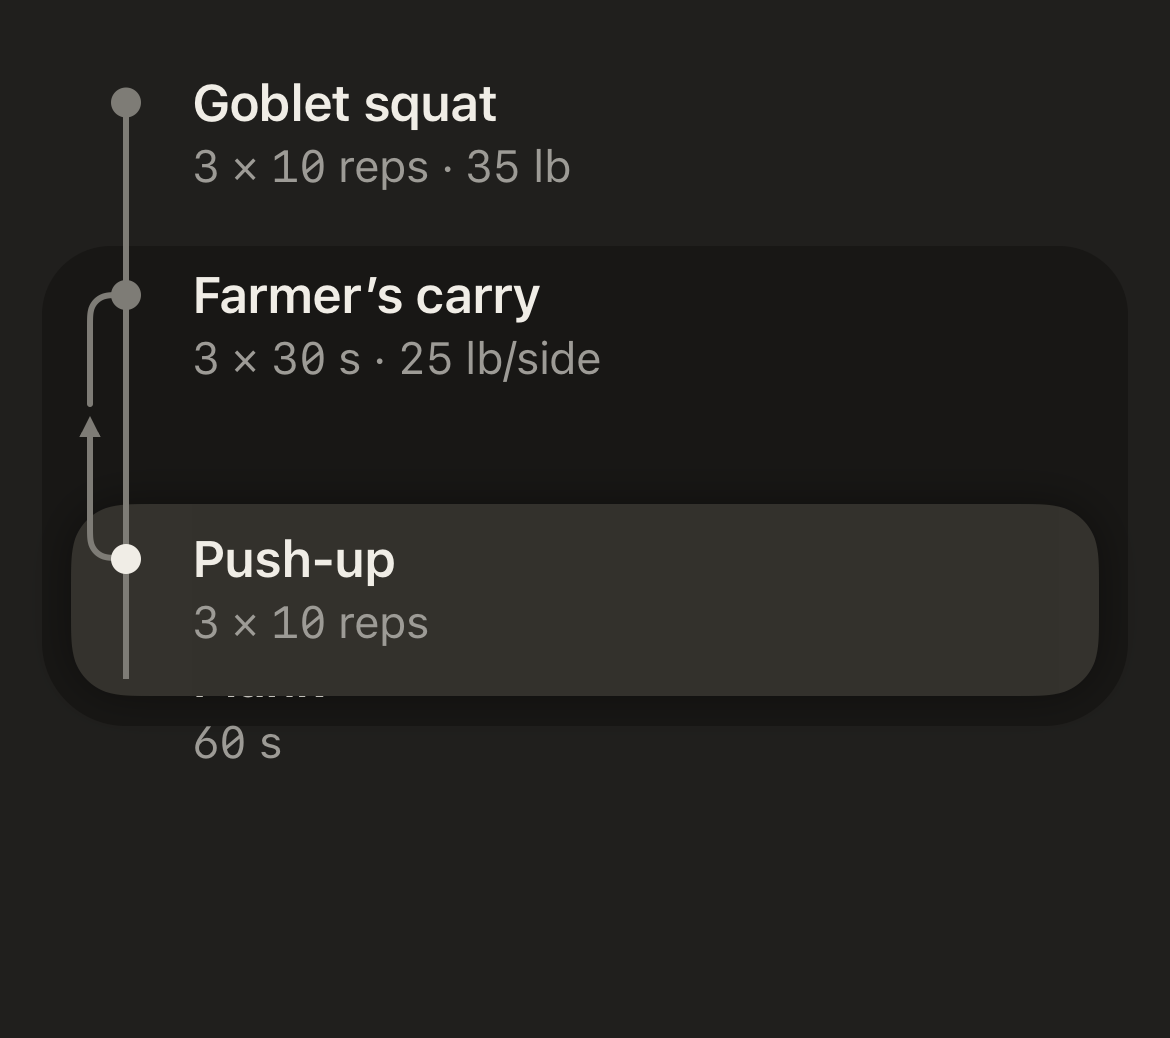 Goblet squat
3 × 10 reps · 35 lb
Farmer’s carry
3 × 30 s · 25 lb/side
Push-up
3 × 10 reps
60 s